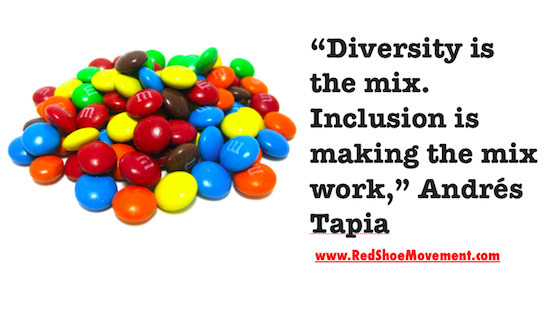 “Diversity is
the mix.
Inclusion is
making the mix
work,” Andrés
Tapia
www.RedShoeMovement.com
m
m
m
m